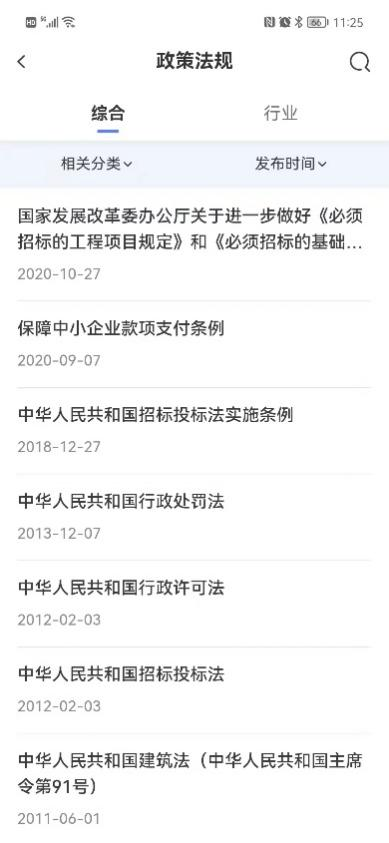 HD 5G 86 11:25
政策法规
综合 行业
相关分类 发布时间
国家发展改革委办公厅关于进一步做好《必须
招标的工程项目规定》和《必须招标的基础...
2020-10-27
保障中小企业款项支付条例
2020-09-07
中华人民共和国招标投标法实施条例
2018-12-27
中华人民共和国行政处罚法
2013-12-07
中华人民共和国行政许可法
2012-02-03
中华人民共和国招标投标法
2012-02-03
中华人民共和国建筑法（中华人民共和国主席
令第91号）
2011-06-01